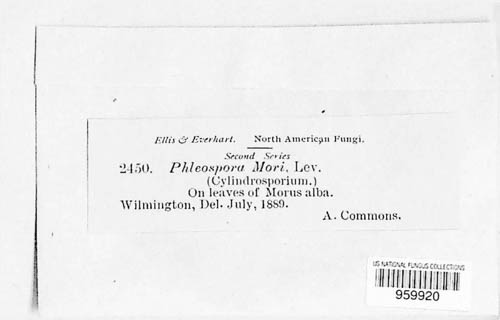 Ellis & Everhart. North American Fungi.
Second Series
2450. Phleospora Mori, Lev.
(Cylindrosporium.)
On leaves of Morus alba.
Wilmington, Del. July, 1889.
A. Commons.
US NATIONAL FUNGUS COLLECTIONS
959920